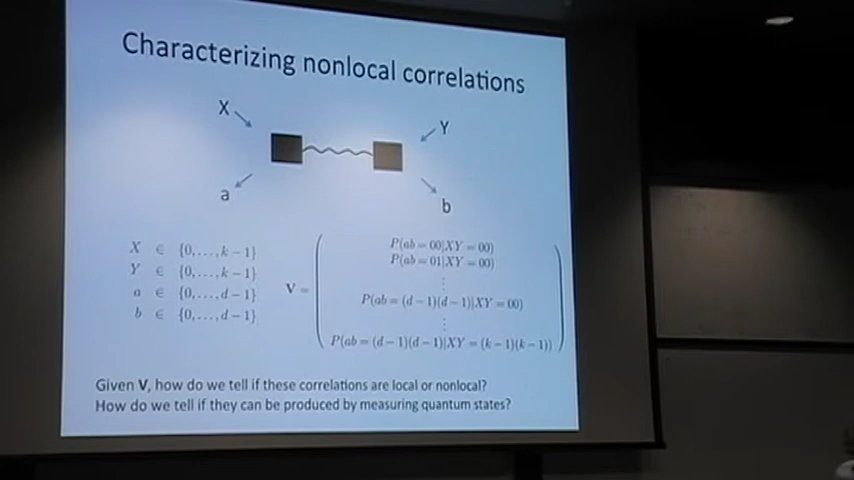 Characterizing nonlocal correlations
X
Y
a
b
X ∈ {0,...,k−1}
Y ∈ {0,...,k−1}
a ∈ {0,...,d−1}
b ∈ {0,...,d−1}
V =
P(ab = 00|XY = 00)
P(ab = 01|XY = 00)
⋮
P(ab = (d−1)(d−1)|XY = 00)
⋮
P(ab = (d−1)(d−1)|XY = (k−1)(k−1))
Given V, how do we tell if these correlations are local or nonlocal?
How do we tell if they can be produced by measuring quantum states?